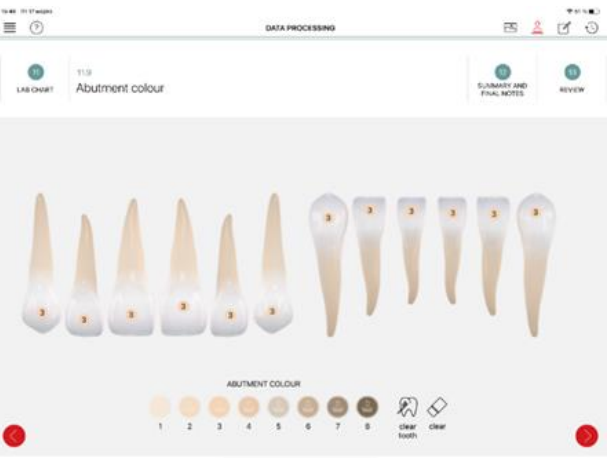 DATA PROCESSING
11
LAB CHART
11.9
Abutment colour
12
SUMMARY AND
FINAL NOTES
13
REVIEW
3 3 3 3 3 3 3 3 3 3 3 3
ABUTMENT COLOUR
1 2 3 4 5 6 7 8
clear
tooth
clear